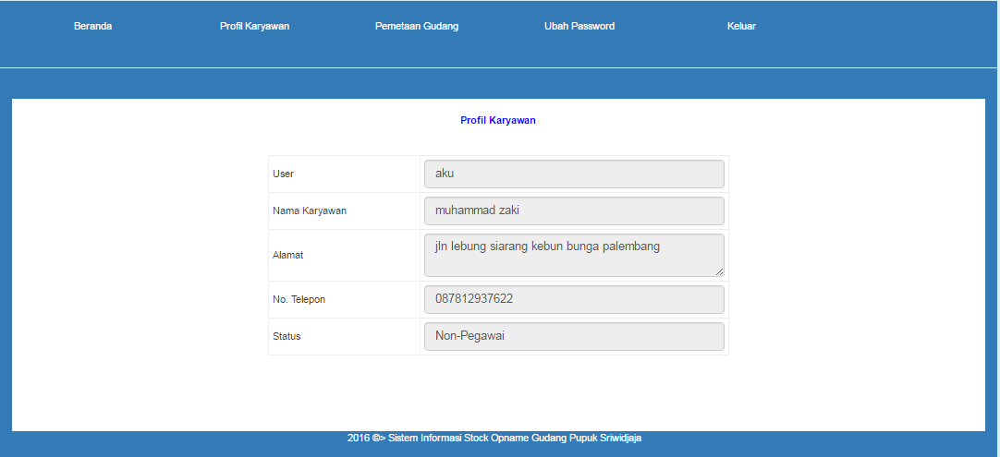 Beranda Profil Karyawan Pemetaan Gudang Ubah Password Keluar
Profil Karyawan
User aku
Nama Karyawan muhammad zaki
Alamat jln lebung siarang kebun bunga palembang
No. Telepon 087812937622
Status Non-Pegawai
2016 ©> Sistem Informasi Stock Opname Gudang Pupuk Sriwidjaja